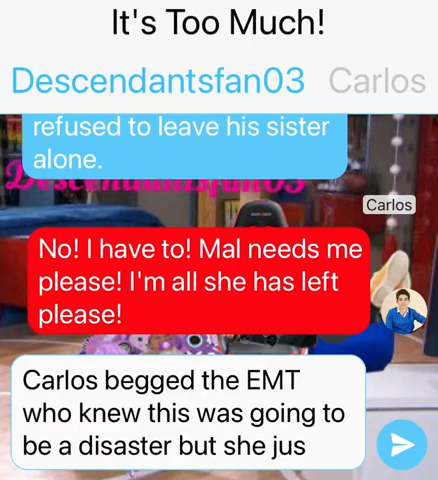 It's Too Much!
Descendantsfan03 Carlos
refused to leave his sister
alone.
Descendantsfan03
Carlos
No! I have to! Mal needs me
please! I'm all she has left
please!
Carlos begged the EMT
who knew this was going to
be a disaster but she jus